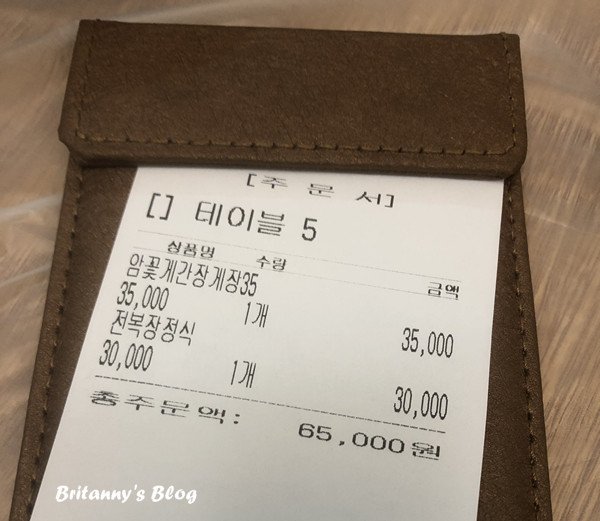 [주 문 서]
[] 테이블 5
상품명 수량 금액
암꽃게간장게장35
35,000 1개 35,000
전복장정식
30,000 1개 30,000
총주문액: 65,000원
Britanny's Blog